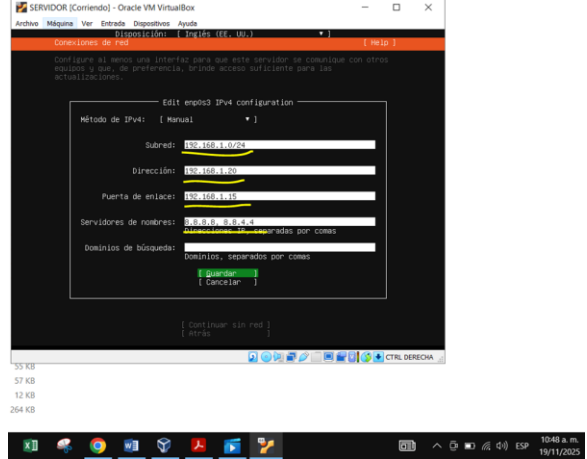 SERVIDOR [Corriendo] - Oracle VM VirtualBox
Archivo Máquina Ver Entrada Dispositivos Ayuda
Disposición: [ Inglés (EE. UU.) ▾ ]
Conexiones de red [ Help ]
Configure al menos una interfaz para que este servidor se comunique con otros
equipos y que, de preferencia, brinde acceso suficiente para las
actualizaciones.
Edit enp0s3 IPv4 configuration
Método de IPv4: [ Manual ▾ ]
Subred: 192.168.1.0/24
Dirección: 192.168.1.20
Puerta de enlace: 192.168.1.15
Servidores de nombres: 8.8.8.8, 8.8.4.4
Direcciones IP, separadas por comas
Dominios de búsqueda:
Dominios, separados por comas
[ Guardar ]
[ Cancelar ]
[ Continuar sin red ]
[ Atrás ]
CTRL DERECHA
55 KB
57 KB
12 KB
264 KB
ESP
10:48 a. m.
19/11/2025